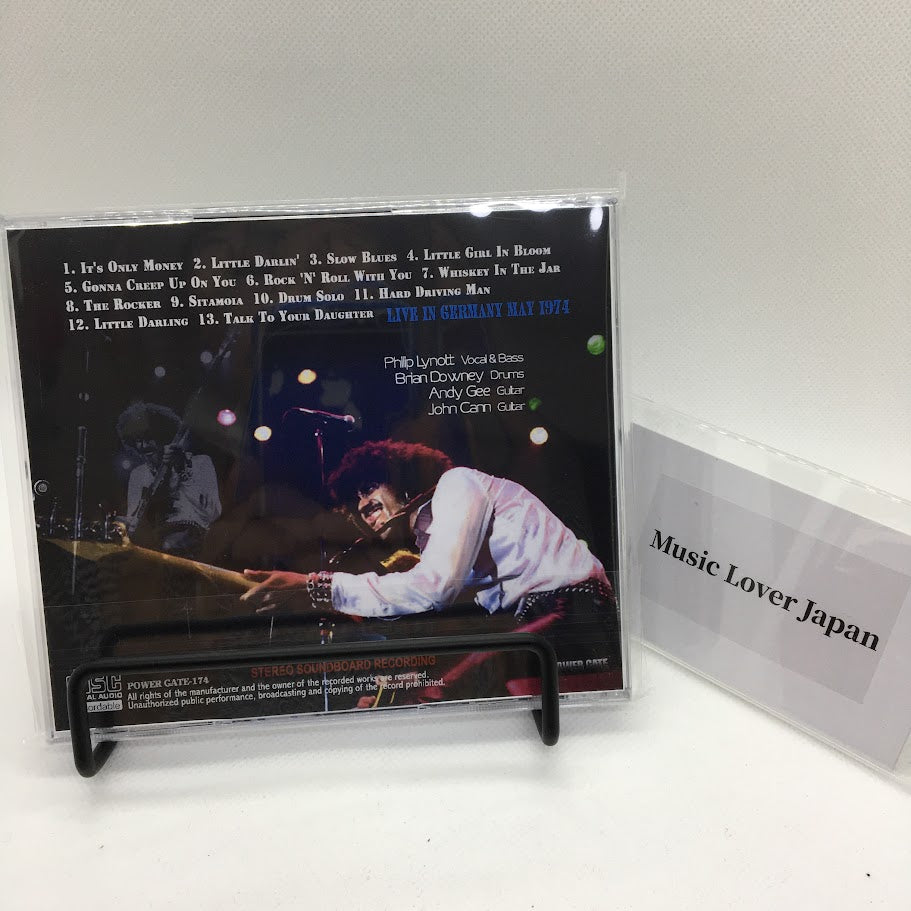 1. It's Only Money 2. Little Darlin' 3. Slow Blues 4. Little Girl In Bloom
5. Gonna Creep Up On You 6. Rock 'N' Roll With You 7. Whiskey In The Jar
8. The Rocker 9. Sitamoia 10. Drum Solo 11. Hard Driving Man
12. Little Darling 13. Talk To Your Daughter LIVE IN GERMANY MAY 1974
Philip Lynott Vocal & Bass
Brian Downey Drums
Andy Gee Guitar
John Cann Guitar
Music Lover Japan
STEREO SOUNDBOARD RECORDING
POWER GATE
POWER GATE-174
All rights of the manufacturer and the owner of the recorded works are reserved.
Unauthorized public performance, broadcasting and copying of the record prohibited.